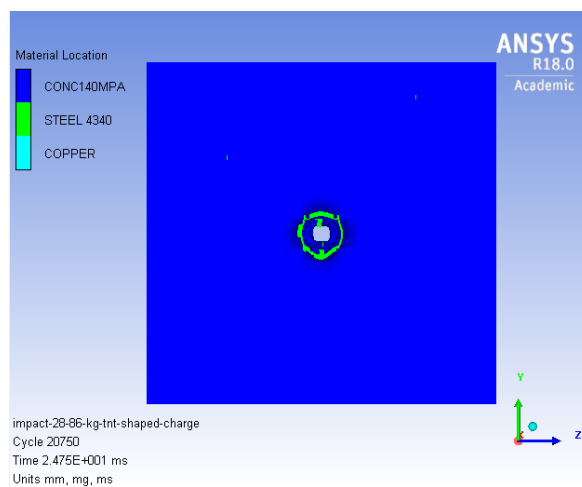 Material Location
CONC140MPA
STEEL 4340
COPPER
ANSYS
R18.0
Academic
Y
Z
impact-28-86-kg-tnt-shaped-charge
Cycle 20750
Time 2.475E+001 ms
Units mm, mg, ms